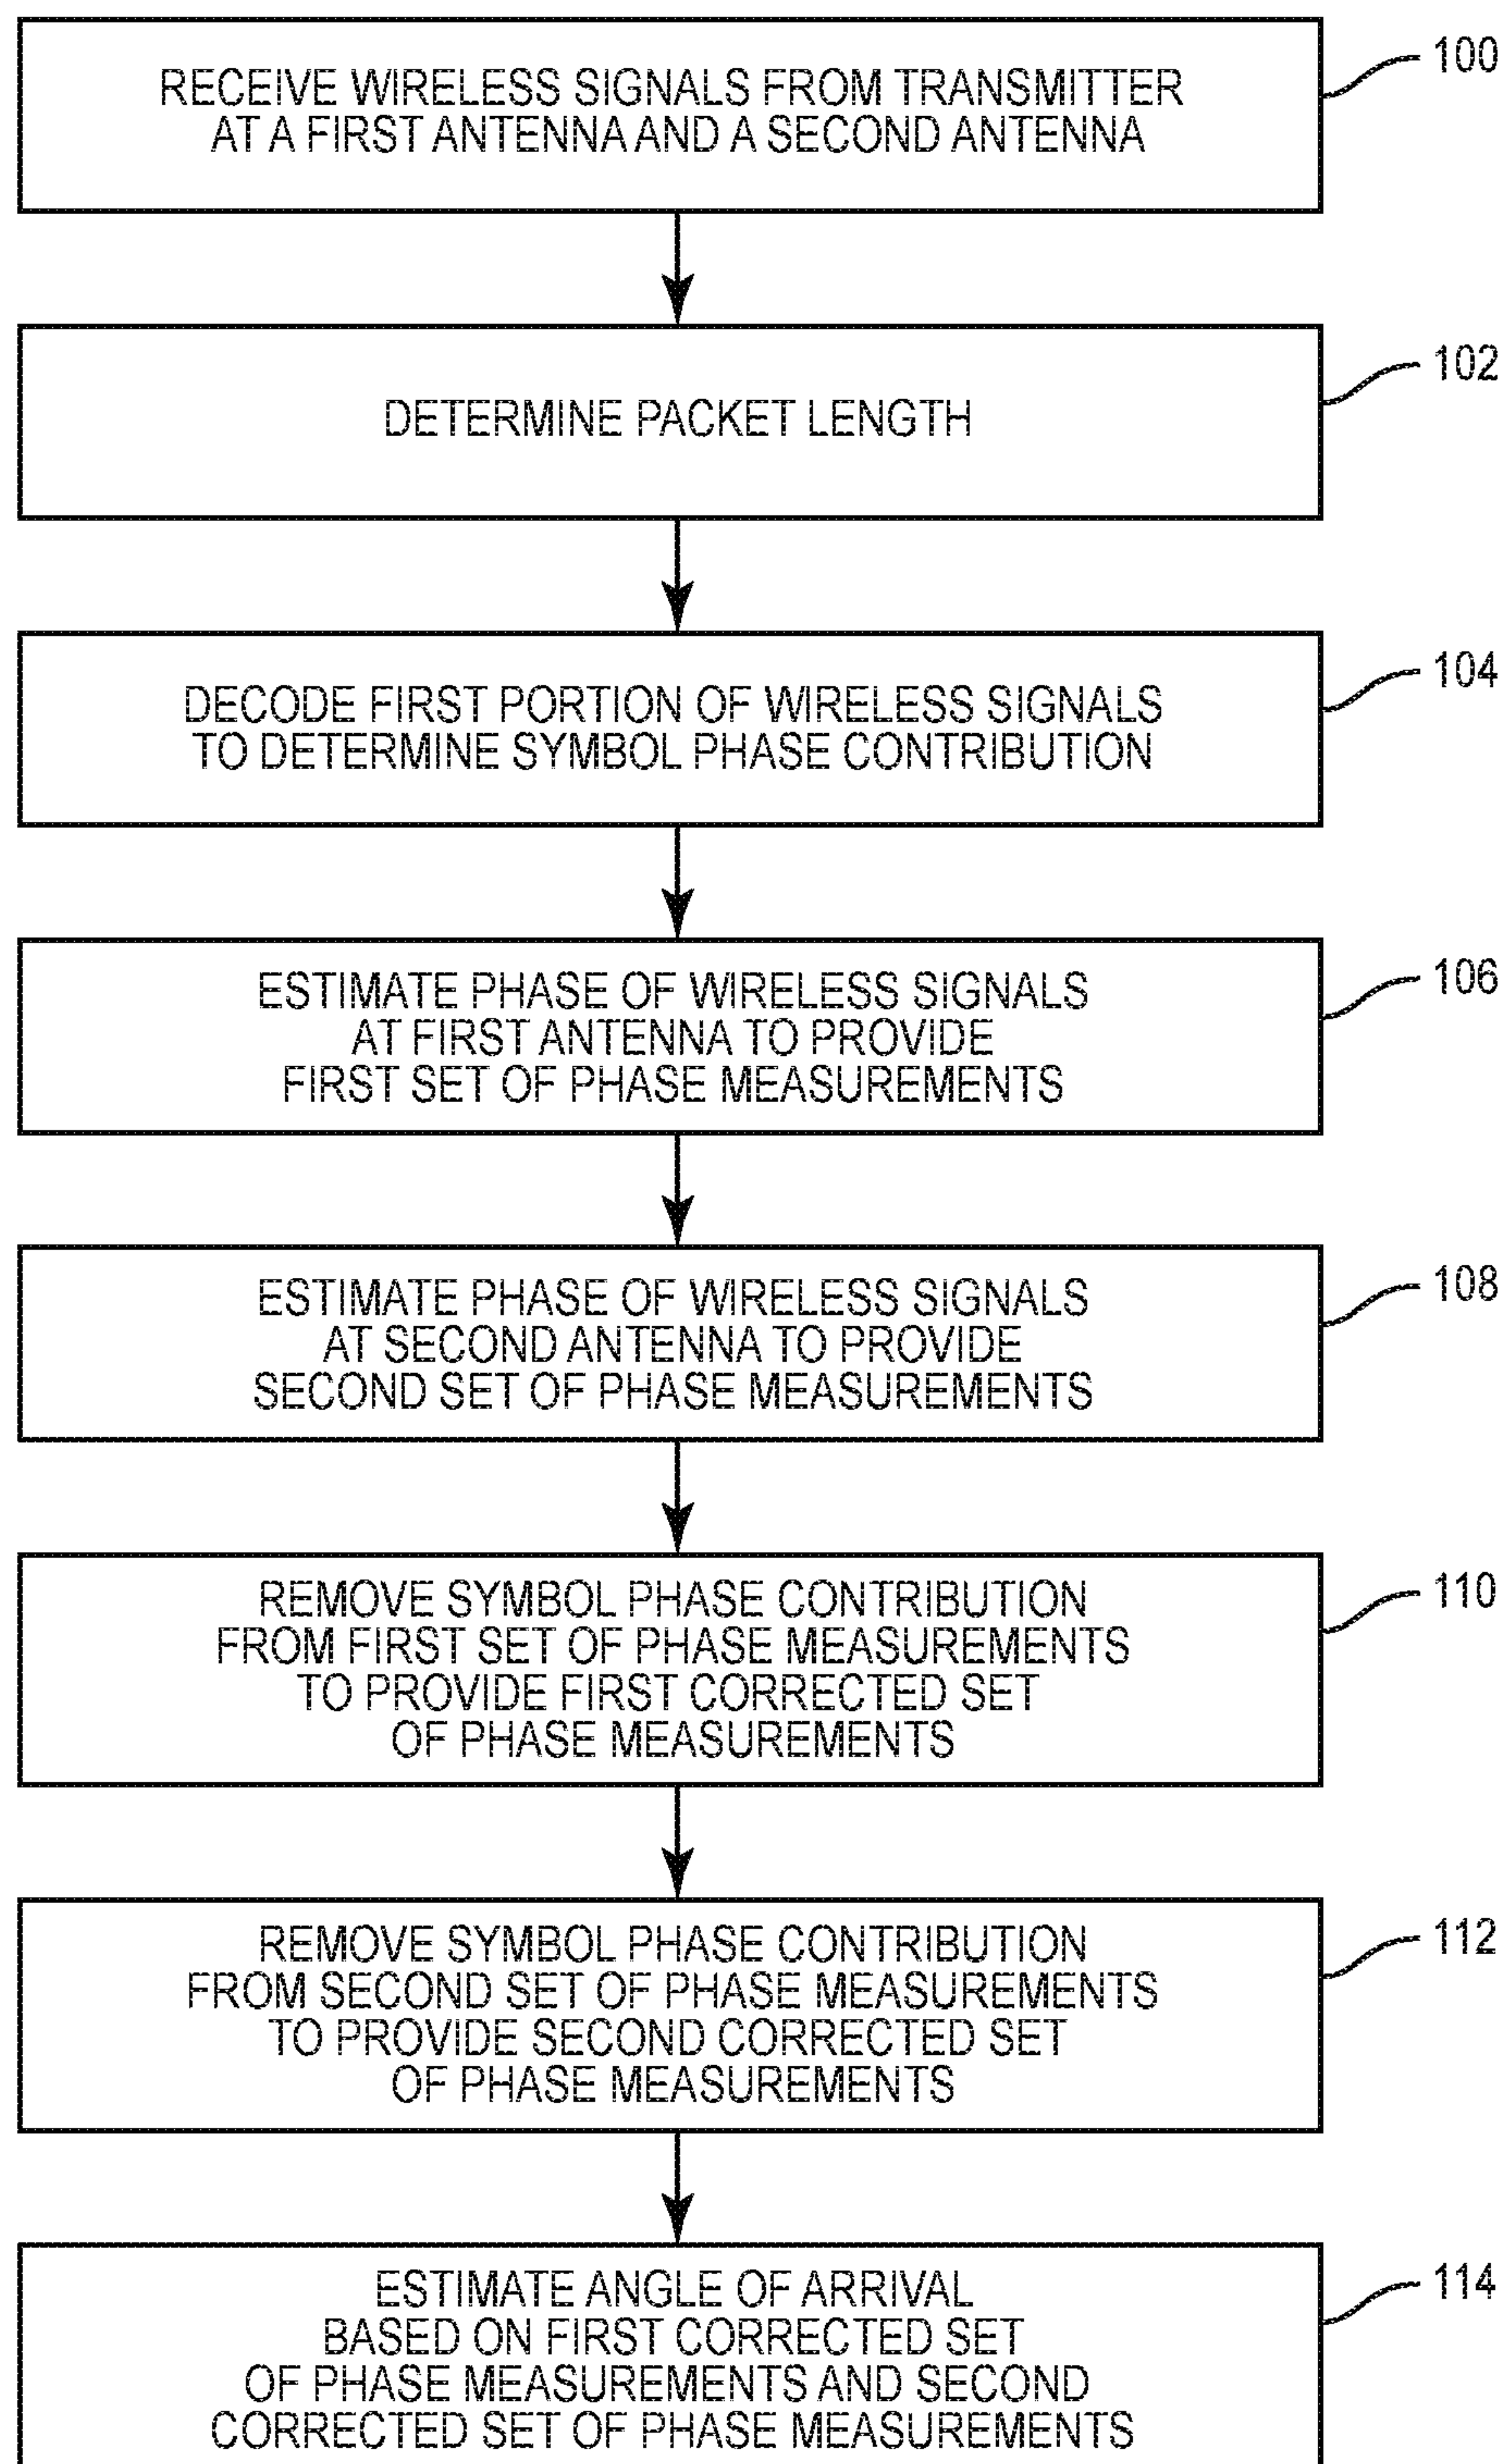 RECEIVE WIRELESS SIGNALS FROM TRANSMITTER
AT A FIRST ANTENNA AND A SECOND ANTENNA
100
DETERMINE PACKET LENGTH
102
DECODE FIRST PORTION OF WIRELESS SIGNALS
TO DETERMINE SYMBOL PHASE CONTRIBUTION
104
ESTIMATE PHASE OF WIRELESS SIGNALS
AT FIRST ANTENNA TO PROVIDE
FIRST SET OF PHASE MEASUREMENTS
106
ESTIMATE PHASE OF WIRELESS SIGNALS
AT SECOND ANTENNA TO PROVIDE
SECOND SET OF PHASE MEASUREMENTS
108
REMOVE SYMBOL PHASE CONTRIBUTION
FROM FIRST SET OF PHASE MEASUREMENTS
TO PROVIDE FIRST CORRECTED SET
OF PHASE MEASUREMENTS
110
REMOVE SYMBOL PHASE CONTRIBUTION
FROM SECOND SET OF PHASE MEASUREMENTS
TO PROVIDE SECOND CORRECTED SET
OF PHASE MEASUREMENTS
112
ESTIMATE ANGLE OF ARRIVAL
BASED ON FIRST CORRECTED SET
OF PHASE MEASUREMENTS AND SECOND
CORRECTED SET OF PHASE MEASUREMENTS
114